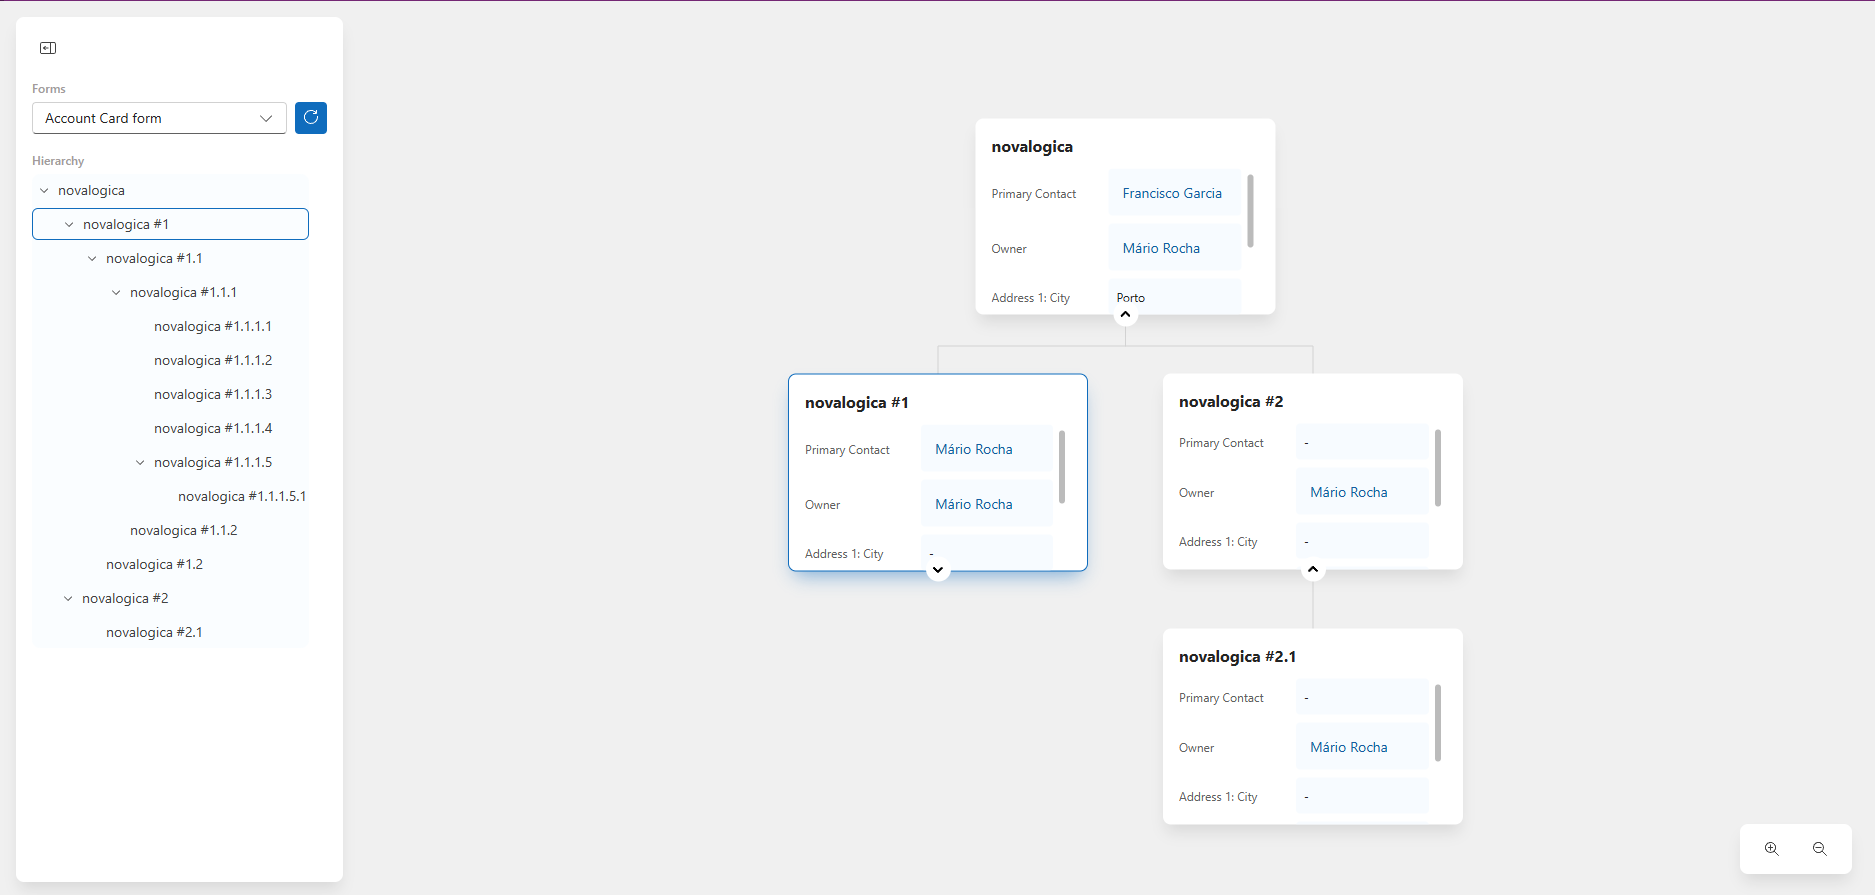 Forms
Account Card form
Hierarchy
novalogica
novalogica #1
novalogica #1.1
novalogica #1.1.1
novalogica #1.1.1.1
novalogica #1.1.1.2
novalogica #1.1.1.3
novalogica #1.1.1.4
novalogica #1.1.1.5
novalogica #1.1.1.5.1
novalogica #1.1.2
novalogica #1.2
novalogica #2
novalogica #2.1
novalogica
Primary Contact Francisco Garcia
Owner Mário Rocha
Address 1: City Porto
novalogica #1
Primary Contact Mário Rocha
Owner Mário Rocha
Address 1: City -
novalogica #2
Primary Contact -
Owner Mário Rocha
Address 1: City -
novalogica #2.1
Primary Contact -
Owner Mário Rocha
Address 1: City -